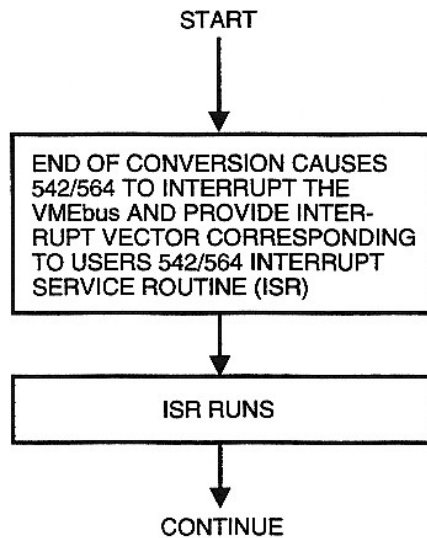 START
END OF CONVERSION CAUSES
542/564 TO INTERRUPT THE
VMEbus AND PROVIDE INTER-
RUPT VECTOR CORRESPONDING
TO USERS 542/564 INTERRUPT
SERVICE ROUTINE (ISR)
ISR RUNS
CONTINUE